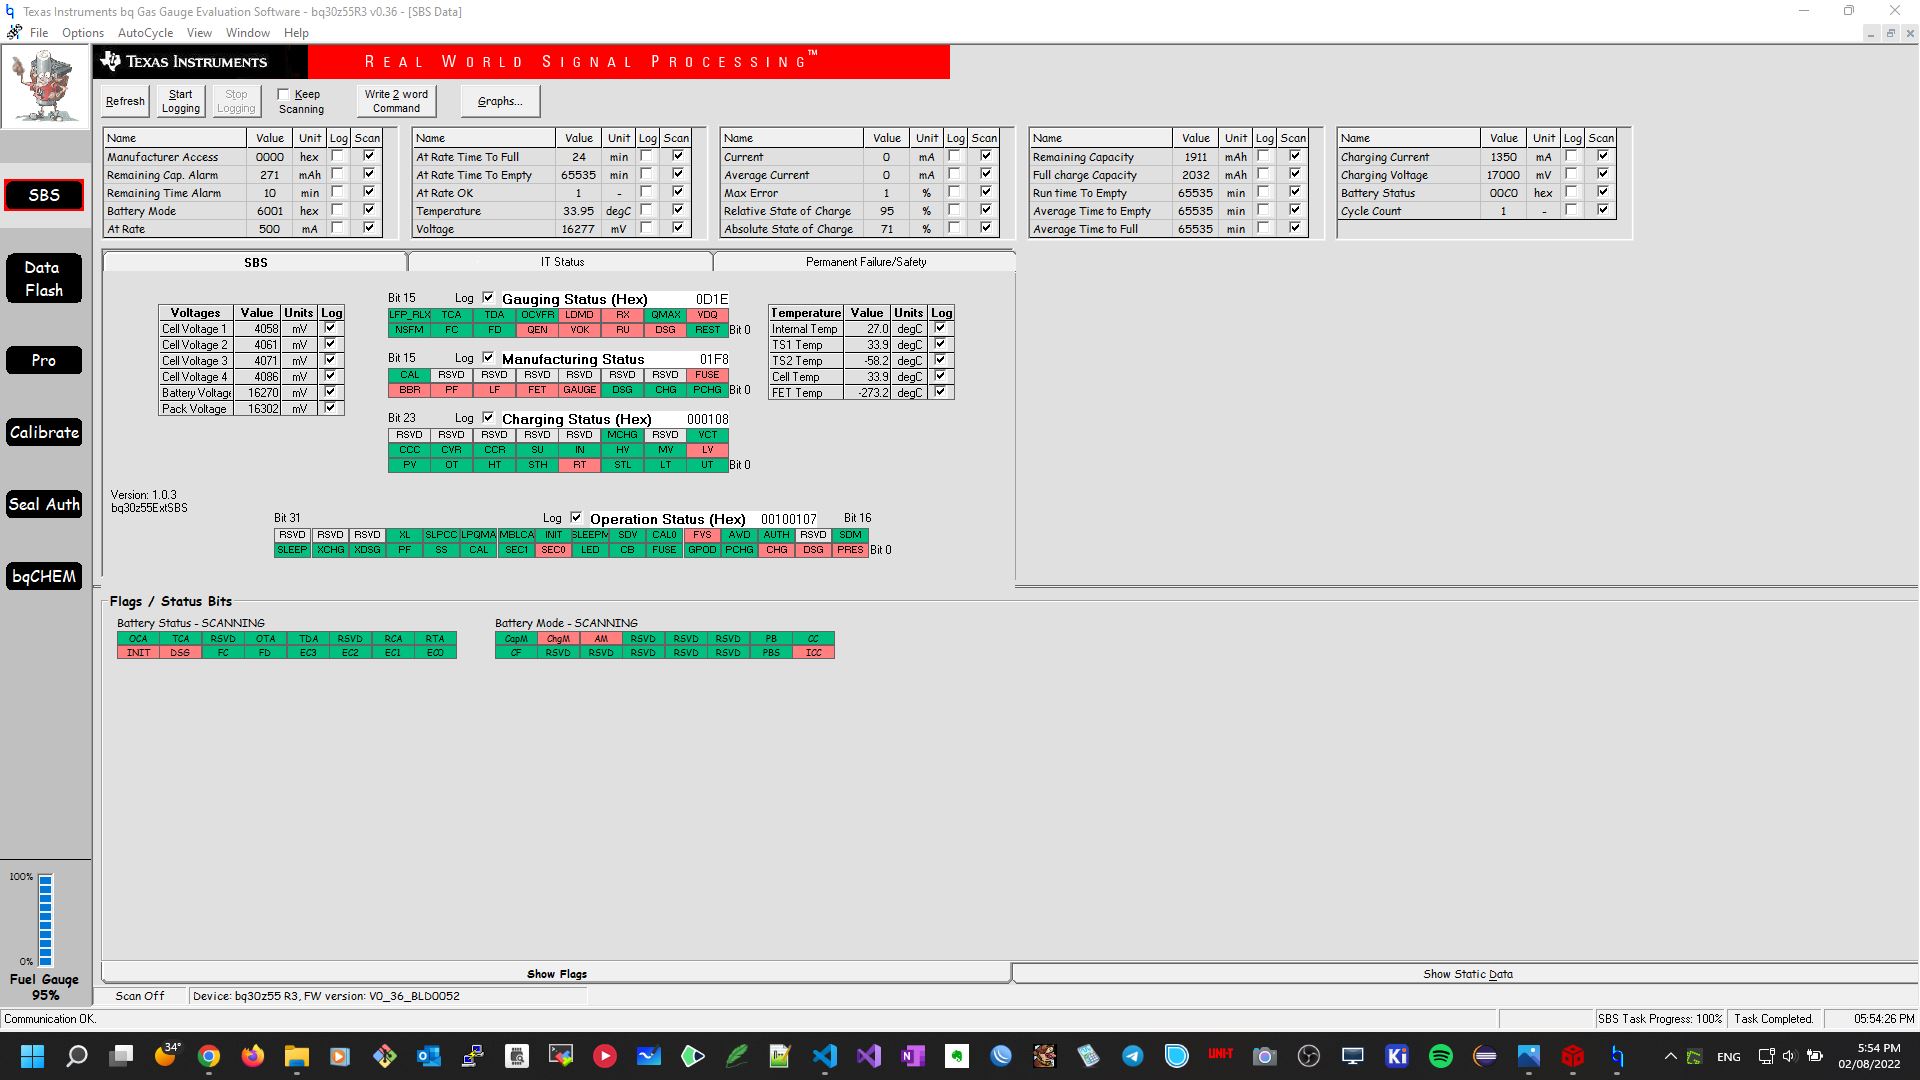 Texas Instruments bq Gas Gauge Evaluation Software - bq30z55R3 v0.36 - [SBS Data]
File Options AutoCycle View Window Help
TEXAS INSTRUMENTS REAL WORLD SIGNAL PROCESSING™
Refresh Start Logging Stop Logging Keep Scanning Write 2 word Command Graphs...
Name Value Unit Log Scan
Manufacturer Access 0000 hex
Remaining Cap. Alarm 271 mAh
Remaining Time Alarm 10 min
Battery Mode 6001 hex
At Rate 500 mA
Name Value Unit Log Scan
At Rate Time To Full 24 min
At Rate Time To Empty 65535 min
At Rate OK 1 -
Temperature 33.95 degC
Voltage 16277 mV
Name Value Unit Log Scan
Current 0 mA
Average Current 0 mA
Max Error 1 %
Relative State of Charge 95 %
Absolute State of Charge 71 %
Name Value Unit Log Scan
Remaining Capacity 1911 mAh
Full charge Capacity 2032 mAh
Run time To Empty 65535 min
Average Time to Empty 65535 min
Average Time to Full 65535 min
Name Value Unit Log Scan
Charging Current 1350 mA
Charging Voltage 17000 mV
Battery Status 00C0 hex
Cycle Count 1 -
SBS
Data Flash
Pro
Calibrate
Seal Auth
bqCHEM
SBS IT Status Permanent Failure/Safety
Voltages Value Units Log
Cell Voltage 1 4058 mV
Cell Voltage 2 4061 mV
Cell Voltage 3 4071 mV
Cell Voltage 4 4086 mV
Battery Voltage 16270 mV
Pack Voltage 16302 mV
Bit 15 Log Gauging Status (Hex) 0D1E
LFP_RLX TCA TDA OCVFR LDMD RX QMAX VDQ
NSFM FC FD QEN VOK RU DSG REST Bit 0
Bit 15 Log Manufacturing Status 01F8
CAL RSVD RSVD RSVD RSVD RSVD RSVD FUSE
BBR PF LF FET GAUGE DSG CHG PCHG Bit 0
Bit 23 Log Charging Status (Hex) 000108
RSVD RSVD RSVD RSVD RSVD MCHG RSVD VCT
CCC CVR CCR SU IN HV MV LV
PV OT HT STH RT STL LT UT Bit 0
Temperature Value Units Log
Internal Temp 27.0 degC
TS1 Temp 33.9 degC
TS2 Temp -58.2 degC
Cell Temp 33.9 degC
FET Temp -273.2 degC
Version: 1.0.3
bq30z55ExtSBS
Bit 31 Log Operation Status (Hex) 00100107 Bit 16
RSVD RSVD RSVD XL SLPCC LPQMA MBLCA INIT SLEEPM SDV CAL0 FVS AWD AUTH RSVD SDM
SLEEP XCHG XDSG PF SS CAL SEC1 SEC0 LED CB FUSE GPOD PCHG CHG DSG PRES Bit 0
Flags / Status Bits
Battery Status - SCANNING
OCA TCA RSVD OTA TDA RSVD RCA RTA
INIT DSG FC FD EC3 EC2 EC1 EC0
Battery Mode - SCANNING
CapM ChgM AM RSVD RSVD RSVD PB CC
CF RSVD RSVD RSVD RSVD RSVD PBS ICC
100%
0%
Fuel Gauge
95%
Show Flags Show Static Data
Scan Off Device: bq30z55 R3, FW version: V0_36_BLD0052
Communication OK. SBS Task Progress: 100% Task Completed. 05:54:26 PM
34° UNI-T Ki ENG 5:54 PM
02/08/2022